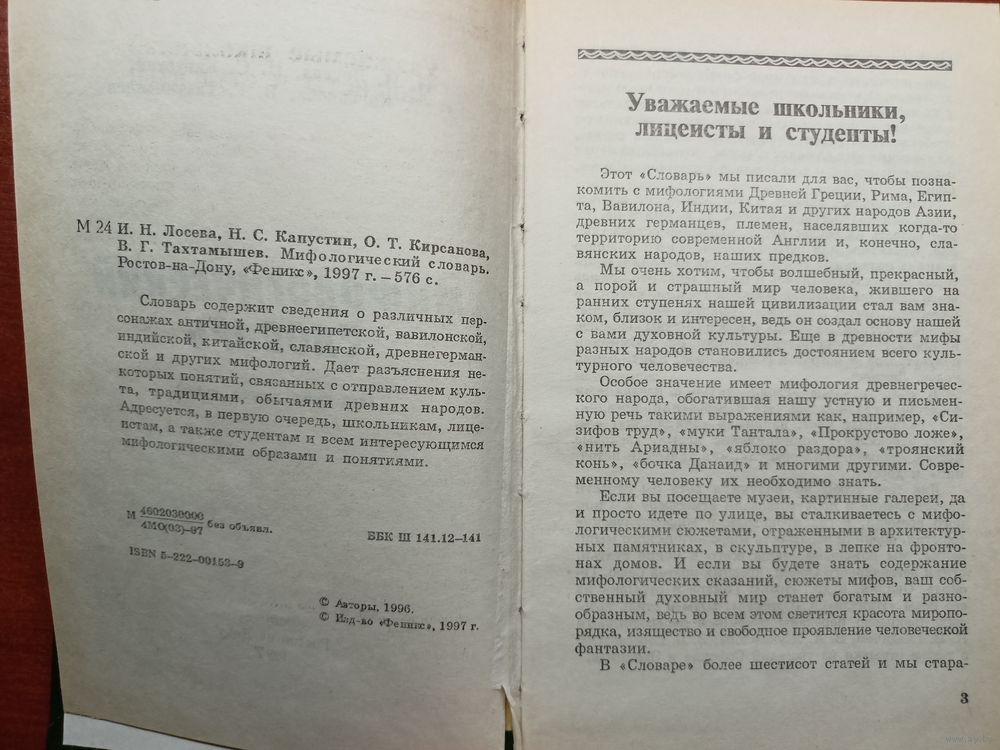 М 24 И. Н. Лосева, Н. С. Капустин, О. Т. Кирсанова,
В. Г. Тахтамышев. Мифологический словарь.
Ростов-на-Дону, «Феникс», 1997 г. – 576 с.
Словарь содержит сведения о различных пер-
сонажах античной, древнеегипетской, вавилонской,
индийской, китайской, славянской, древнегерман-
ской и других мифологий. Дает разъяснения не-
которых понятий, связанных с отправлением куль-
та, традициями, обычаями древних народов.
Адресуется, в первую очередь, школьникам, лице-
истам, а также студентам и всем интересующимся
мифологическими образами и понятиями.
М 4602030000
4МО(03)–97 без объявл.
ББК Ш 141.12–141
ISBN 5–222–00153–9
© Авторы, 1996.
© Изд-во «Феникс», 1997 г.
Уважаемые школьники,
лицеисты и студенты!
Этот «Словарь» мы писали для вас, чтобы позна-
комить с мифологиями Древней Греции, Рима, Егип-
та, Вавилона, Индии, Китая и других народов Азии,
древних германцев, племен, населявших когда-то
территорию современной Англии и, конечно, сла-
вянских народов, наших предков.
Мы очень хотим, чтобы волшебный, прекрасный,
а порой и страшный мир человека, жившего на
ранних ступенях нашей цивилизации стал вам зна-
ком, близок и интересен, ведь он создал основу нашей
с вами духовной культуры. Еще в древности мифы
разных народов становились достоянием всего куль-
турного человечества.
Особое значение имеет мифология древнегречес-
кого народа, обогатившая нашу устную и письмен-
ную речь такими выражениями как, например, «Си-
зифов труд», «муки Тантала», «Прокрустово ложе»,
«нить Ариадны», «яблоко раздора», «троянский
конь», «бочка Данаид» и многими другими. Совре-
менному человеку их необходимо знать.
Если вы посещаете музеи, картинные галереи, да
и просто идете по улице, вы сталкиваетесь с мифо-
логическими сюжетами, отраженными в архитектур-
ных памятниках, в скульптуре, в лепке на фронто-
нах домов. И если вы будете знать содержание
мифологических сказаний, сюжеты мифов, ваш соб-
ственный духовный мир станет богатым и разно-
образным, ведь во всем этом светится красота миропо-
рядка, изящество и свободное проявление человеческой
фантазии.
В «Словаре» более шестисот статей и мы стара-
3